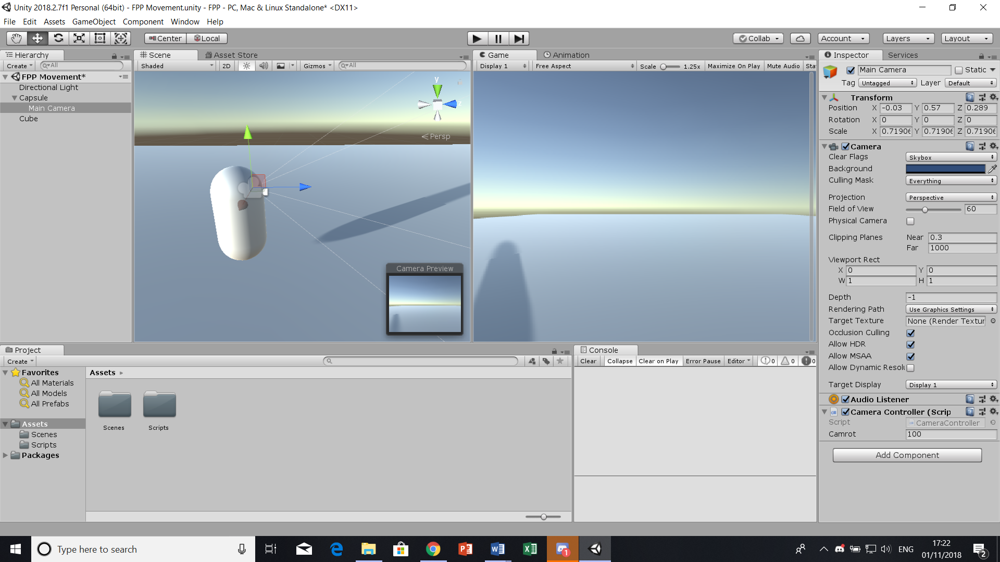 Unity 2018.2.7f1 Personal (64bit) - FPP Movement.unity - FPP - PC, Mac & Linux Standalone* <DX11>
File Edit Assets GameObject Component Window Help
Center Local Collab Account Layers Layout
Hierarchy
Create All
FPP Movement*
Directional Light
Capsule
Main Camera
Cube
Scene Asset Store
Shaded 2D Gizmos All
y
z
Persp
Camera Preview
Game Animation
Display 1 Free Aspect Scale 1.25x Maximize On Play Mute Audio Sta
Inspector Services
Main Camera Static
Tag Untagged Layer Default
Transform
Position X -0.03 Y 0.57 Z 0.289
Rotation X 0 Y 0 Z 0
Scale X 0.71906 Y 0.71906 Z 0.71906
Camera
Clear Flags Skybox
Background
Culling Mask Everything
Projection Perspective
Field of View 60
Physical Camera
Clipping Planes Near 0.3
Far 1000
Viewport Rect
X 0 Y 0
W 1 H 1
Depth -1
Rendering Path Use Graphics Settings
Target Texture None (Render Textur
Occlusion Culling
Allow HDR
Allow MSAA
Allow Dynamic Resolu
Target Display Display 1
Audio Listener
Camera Controller (Scrip
Script CameraController
Camrot 100
Add Component
Project
Create
Favorites
All Materials
All Models
All Prefabs
Assets
Scenes
Scripts
Packages
Assets
Scenes Scripts
Console
Clear Collapse Clear on Play Error Pause Editor 0 0 0
Type here to search
1
ENG
17:22
01/11/2018
2